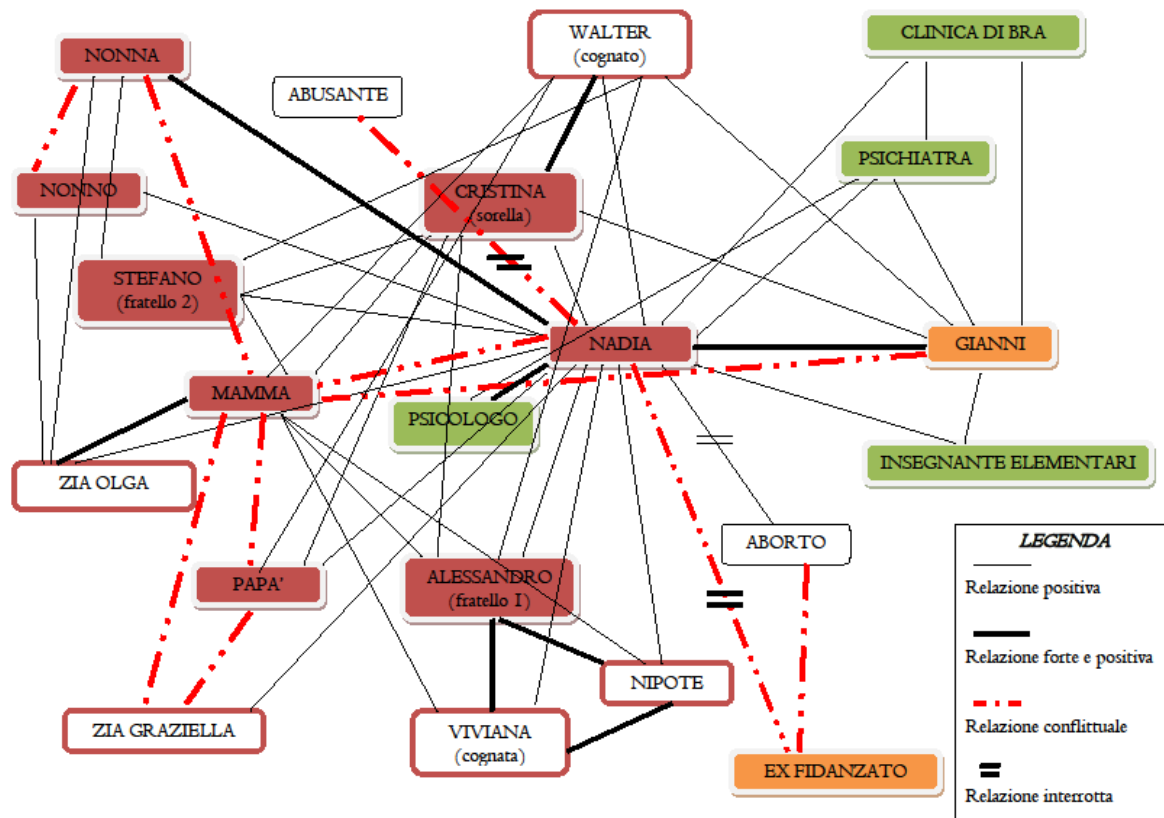 WALTER
(cognato)
CLINICA DI BRA
NONNA
ABUSANTE
PSICHIATRA
NONNO
CRISTINA
(sorella)
STEFANO
(fratello 2)
NADIA
GIANNI
MAMMA
PSICOLOGO
ZIA OLGA
INSEGNANTE ELEMENTARI
ABORTO
PAPA'
ALESSANDRO
(fratello 1)
NIPOTE
ZIA GRAZIELLA
VIVIANA
(cognata)
EX FIDANZATO
LEGENDA
Relazione positiva
Relazione forte e positiva
Relazione conflittuale
Relazione interrotta